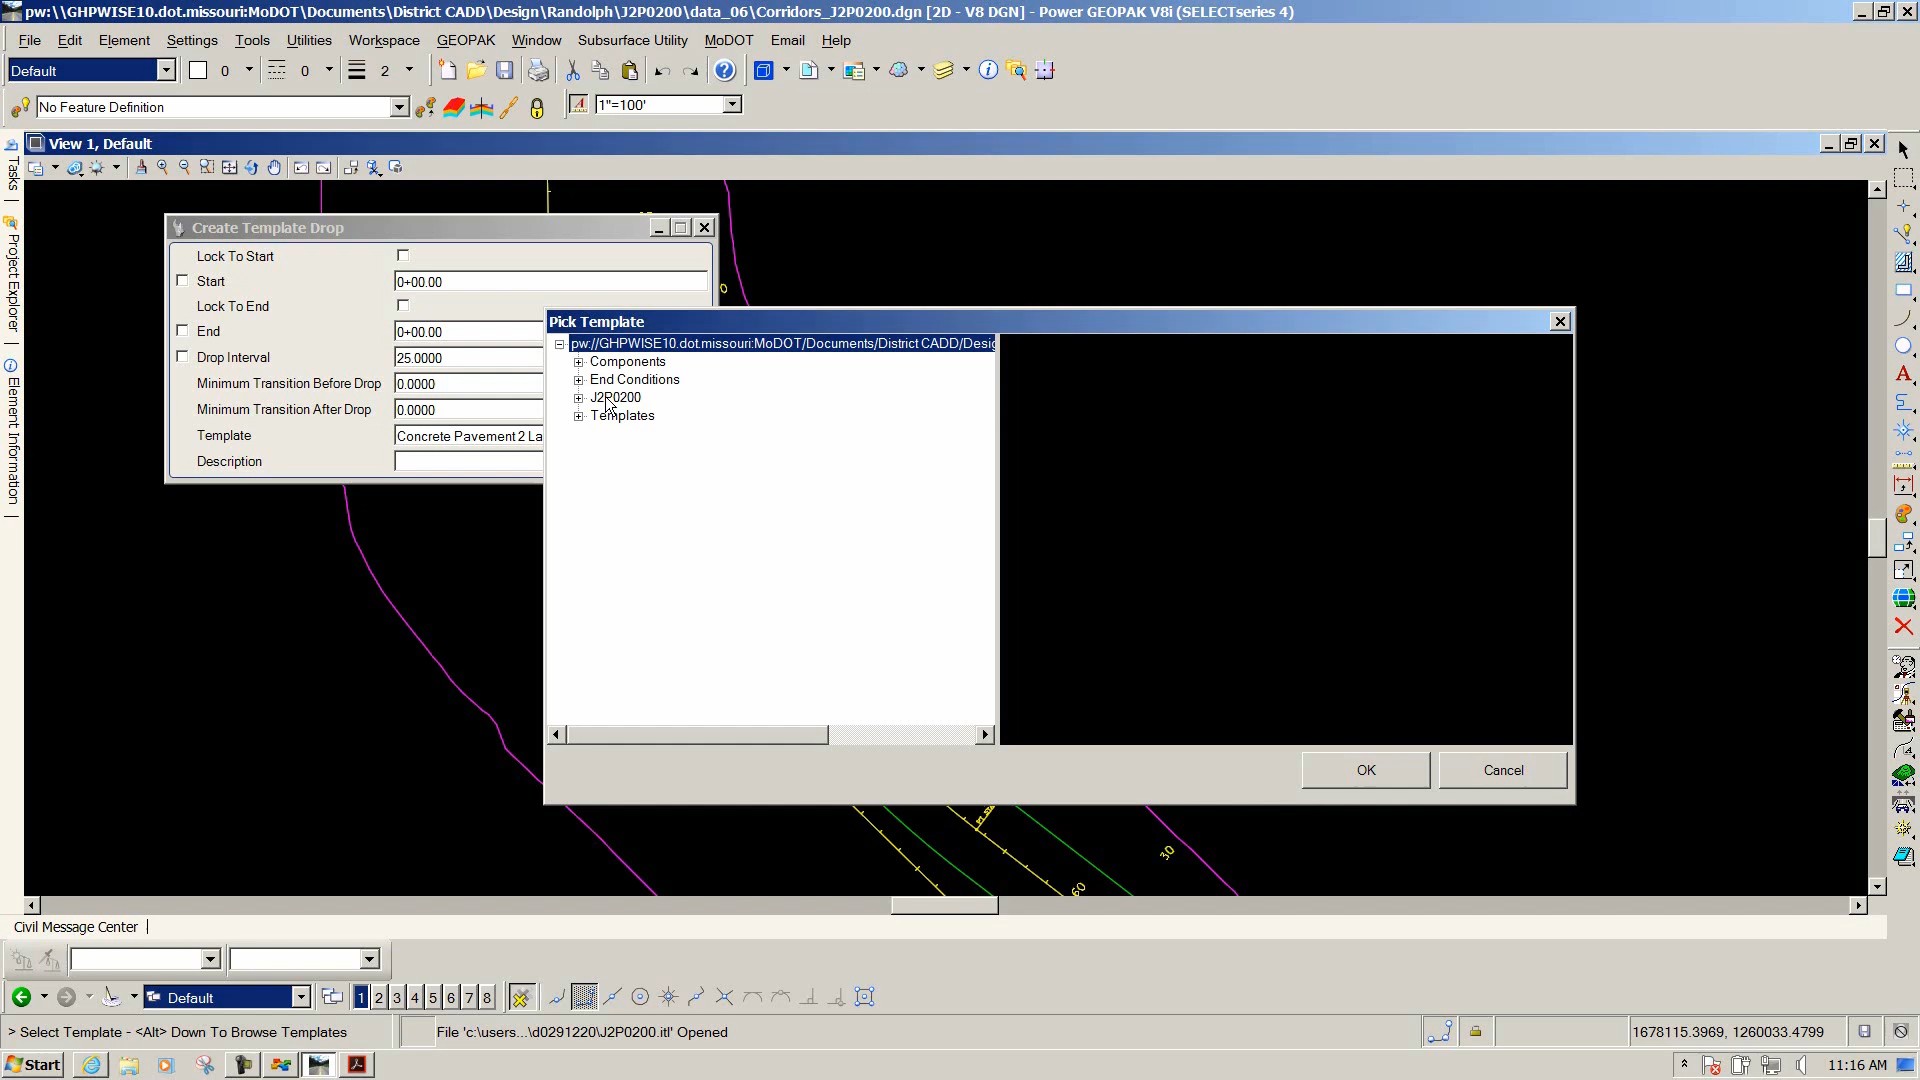 pw:\\GHPWISE10.dot.missouri:MoDOT\Documents\District CADD\Design\Randolph\J2P0200\data_06\Corridors_J2P0200.dgn [2D - V8 DGN] - Power GEOPAK V8i (SELECTseries 4)
File Edit Element Settings Tools Utilities Workspace GEOPAK Window Subsurface Utility MoDOT Email Help
Default 0 0 2
No Feature Definition 1"=100'
View 1, Default
Tasks
Project Explorer
Element Information
Create Template Drop
Lock To Start
Start 0+00.00
Lock To End
End 0+00.00
Drop Interval 25.0000
Minimum Transition Before Drop 0.0000
Minimum Transition After Drop 0.0000
Template Concrete Pavement 2 La
Description
Pick Template
pw://GHPWISE10.dot.missouri:MoDOT/Documents/District CADD/Desig
Components
End Conditions
J2P0200
Templates
OK Cancel
0
30
60
Civil Message Center
Default 1 2 3 4 5 6 7 8
> Select Template - <Alt> Down To Browse Templates File 'c:\users...\d0291220\J2P0200.itl' Opened 1678115.3969, 1260033.4799
Start 11:16 AM